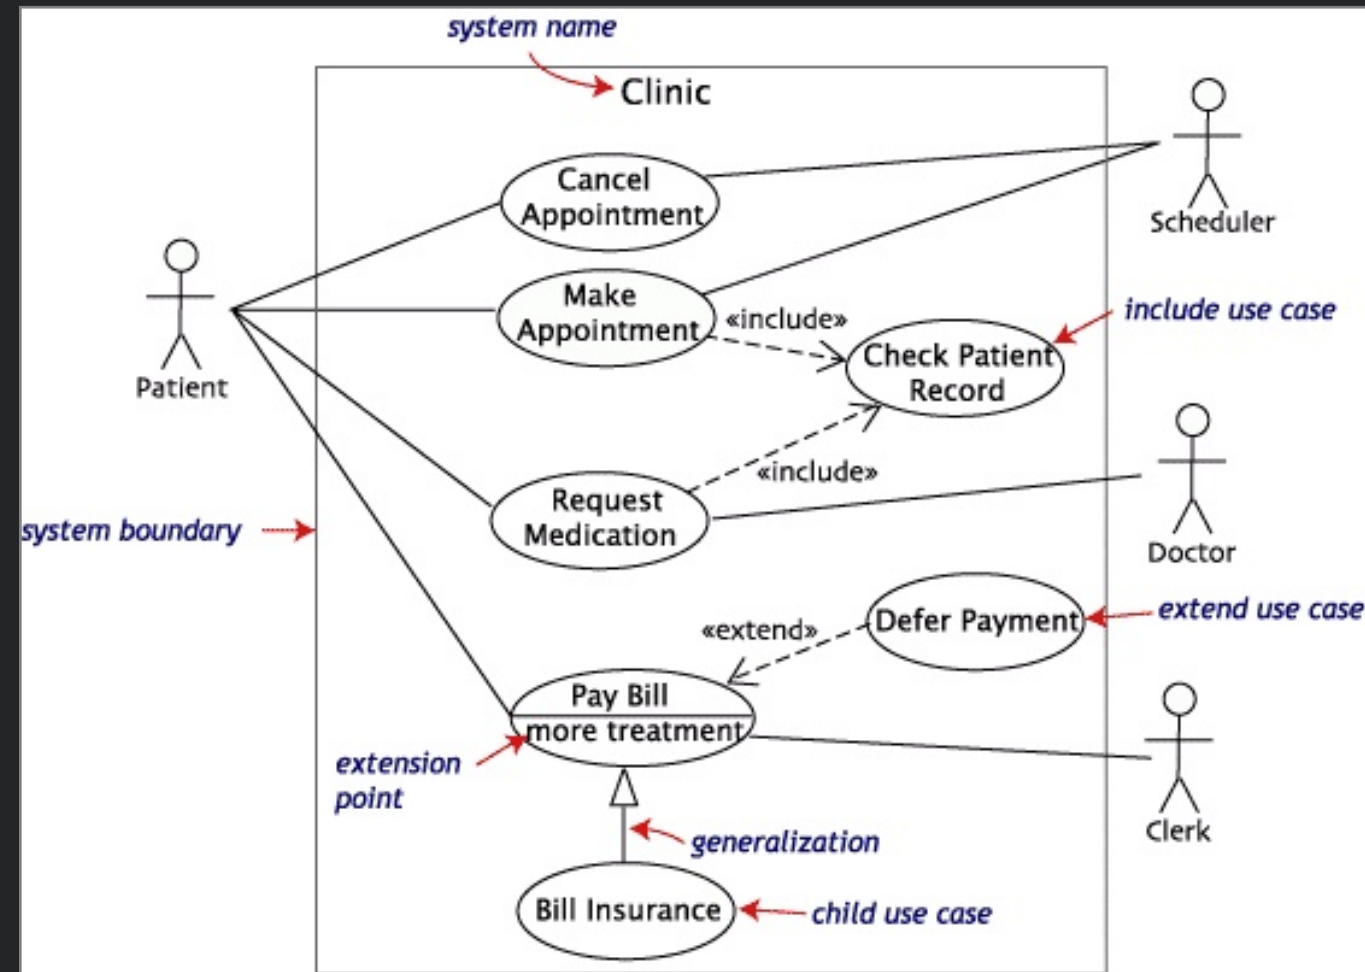 system name
Clinic
Cancel
Appointment
Scheduler
Make
Appointment
«include»
include use case
Check Patient
Record
Patient
«include»
Request
Medication
system boundary
Doctor
Defer Payment
extend use case
«extend»
Pay Bill
more treatment
extension
point
Clerk
generalization
Bill Insurance
child use case